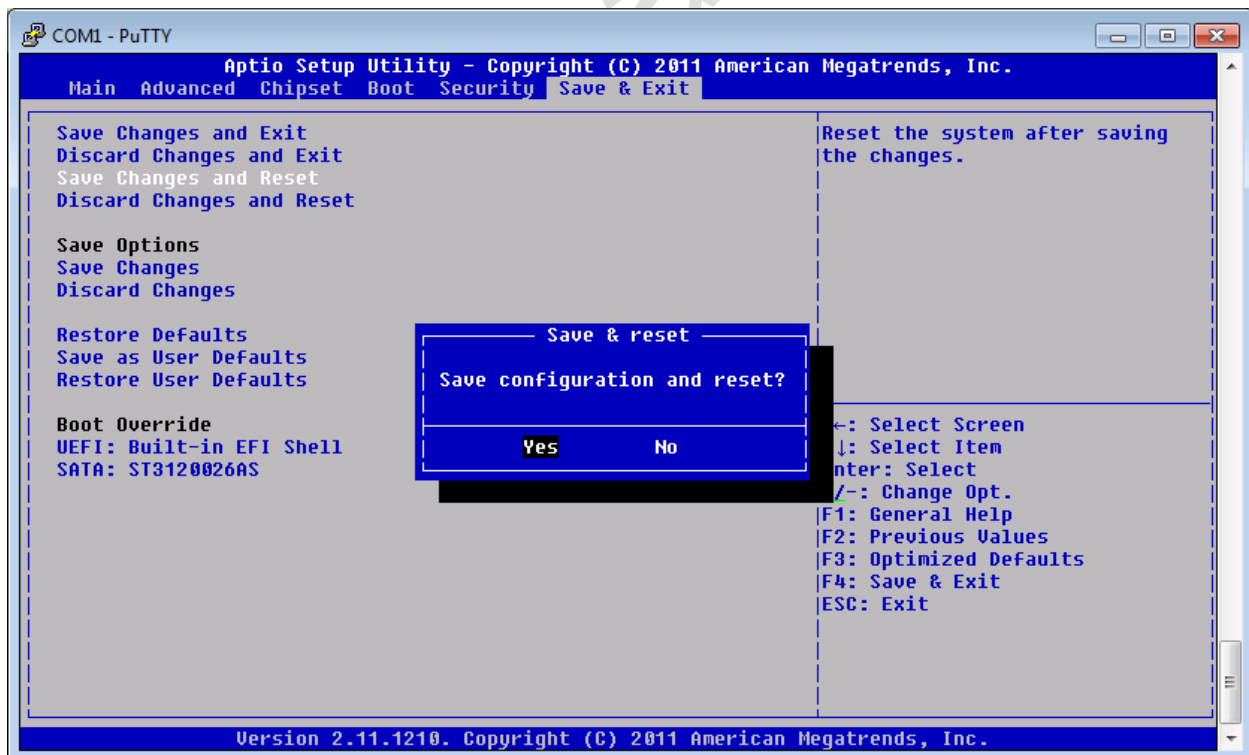 COM1 - PuTTY
Aptio Setup Utility - Copyright (C) 2011 American Megatrends, Inc.
Main Advanced Chipset Boot Security Save & Exit
Save Changes and Exit
Discard Changes and Exit
Save Changes and Reset
Discard Changes and Reset
Save Options
Save Changes
Discard Changes
Restore Defaults
Save as User Defaults
Restore User Defaults
Boot Override
UEFI: Built-in EFI Shell
SATA: ST3120026AS
Save & reset
Save configuration and reset?
Yes No
Reset the system after saving
the changes.
←: Select Screen
↓: Select Item
nter: Select
/-: Change Opt.
F1: General Help
F2: Previous Values
F3: Optimized Defaults
F4: Save & Exit
ESC: Exit
Version 2.11.1210. Copyright (C) 2011 American Megatrends, Inc.